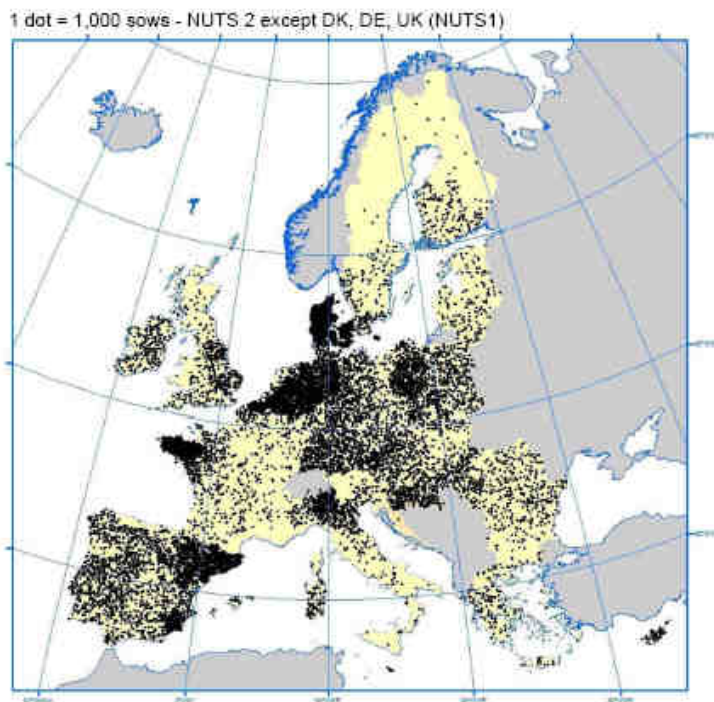 1 dot = 1,000 sows - NUTS 2 except DK, DE, UK (NUTS1)